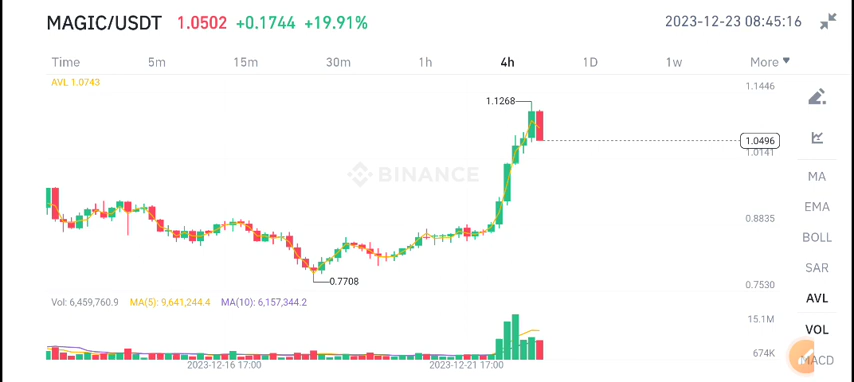 MAGIC/USDT 1.0502 +0.1744 +19.91% 2023-12-23 08:45:16
Time 5m 15m 30m 1h 4h 1D 1w More
AVL 1.0743
1.1446
1.1268
1.0496
1.0141
BINANCE
MA
EMA
0.8835
BOLL
SAR
0.7708
0.7530
Vol: 6,459,760.9 MA(5): 9,641,244.4 MA(10): 6,157,344.2
AVL
15.1M
VOL
674K
MACD
2023-12-16 17:00 2023-12-21 17:00